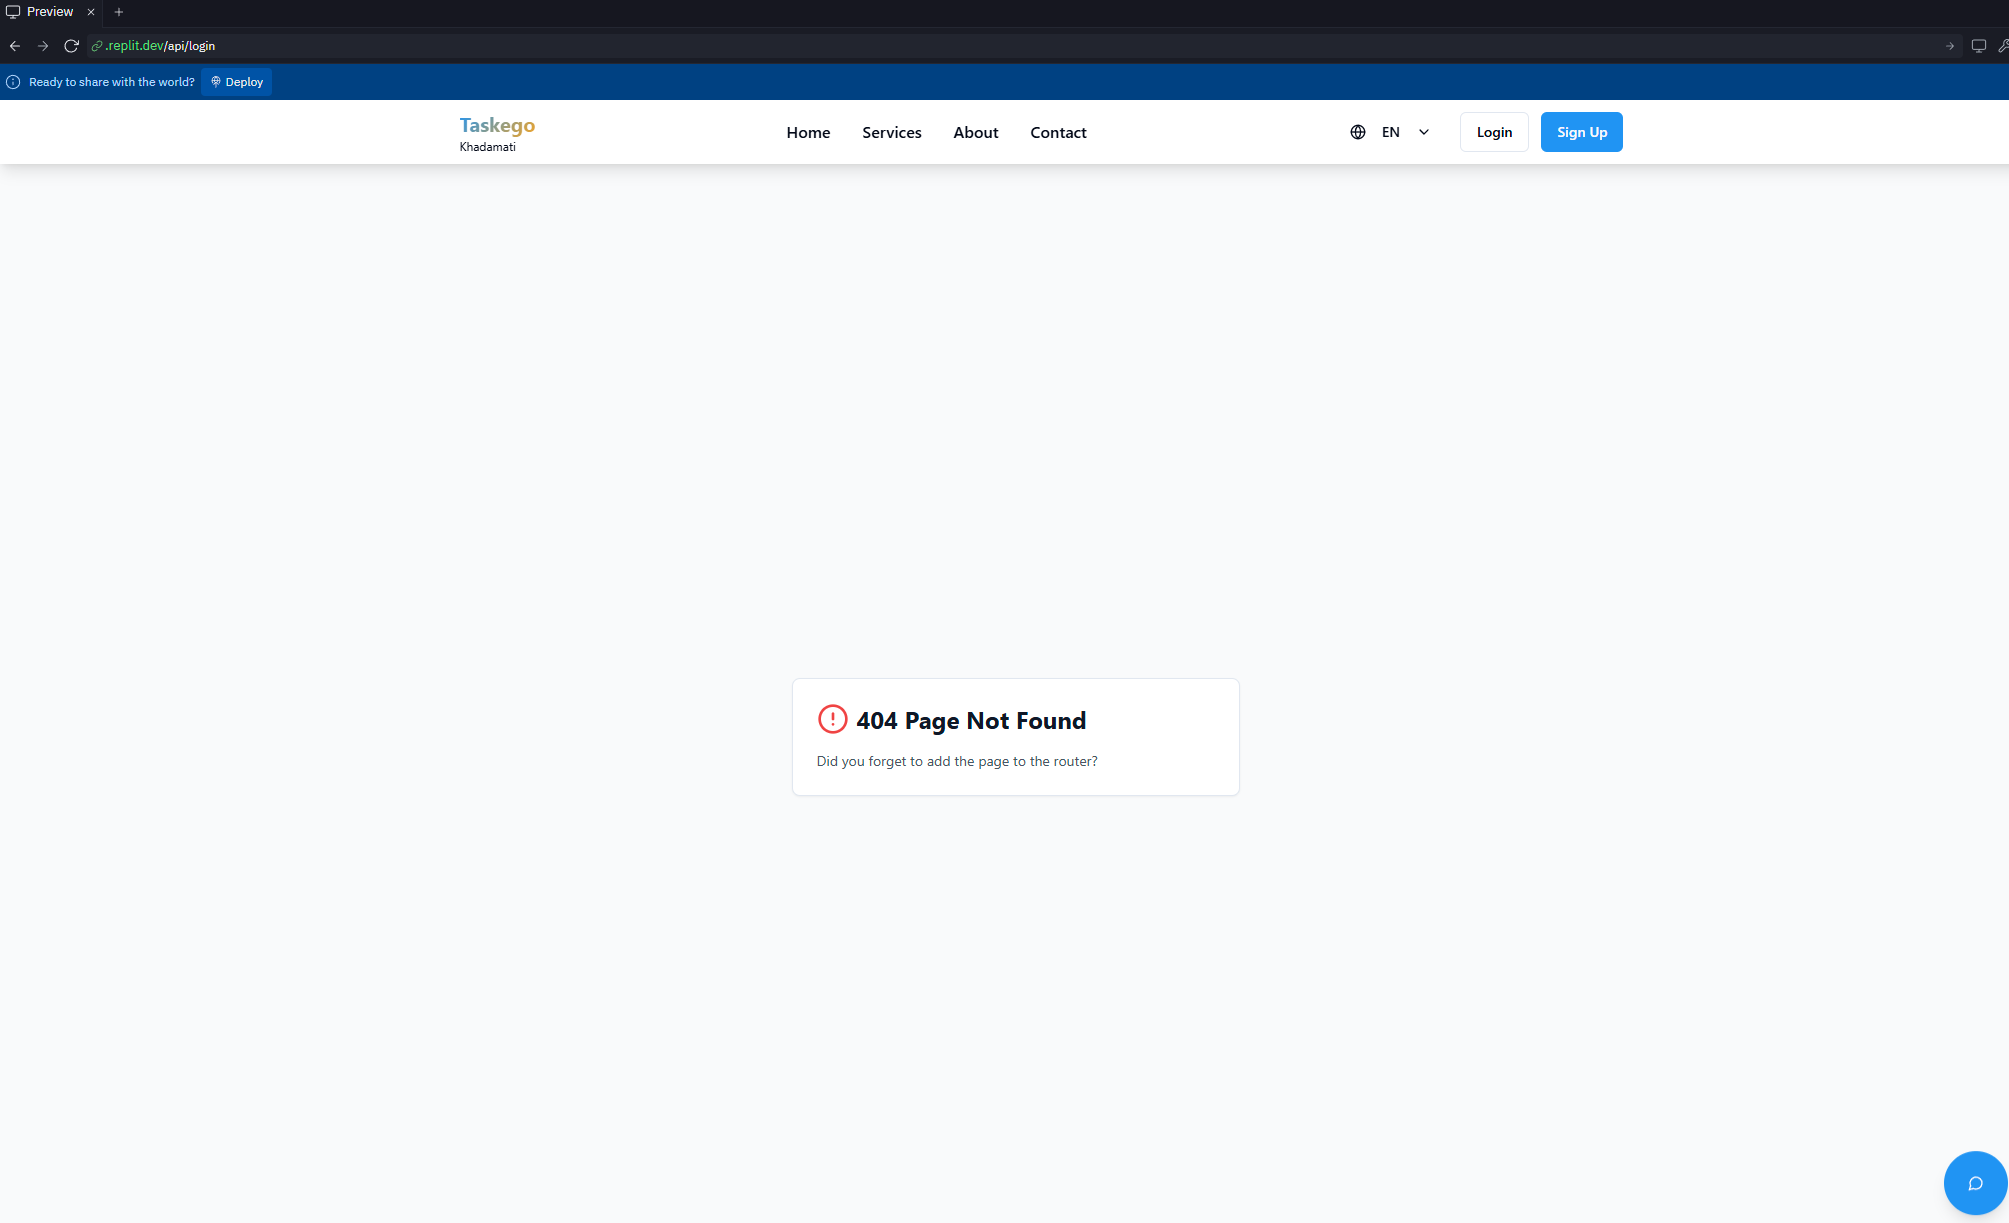 Preview
.replit.dev/api/login
Ready to share with the world? Deploy
Taskego
Khadamati
Home Services About Contact
EN Login Sign Up
404 Page Not Found
Did you forget to add the page to the router?